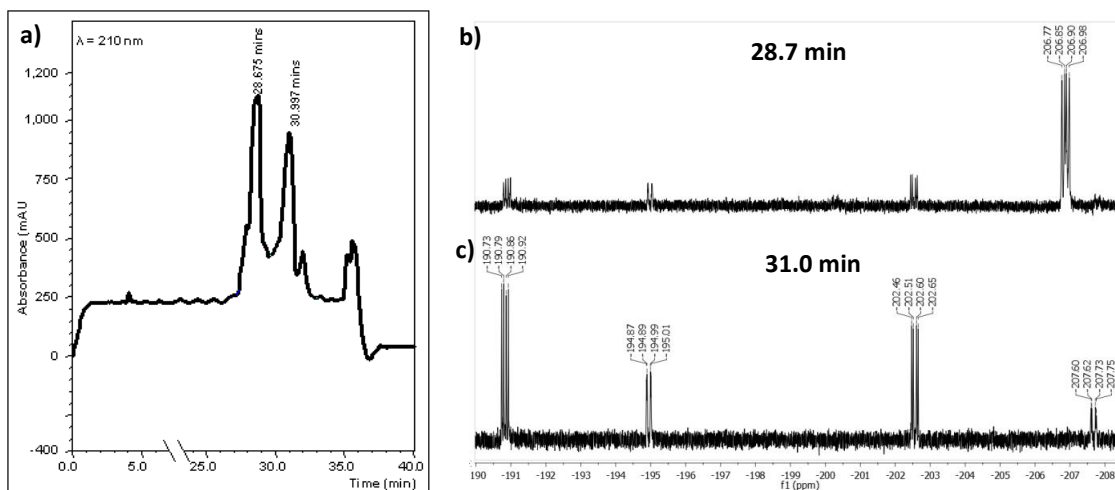 a)
λ = 210 nm
28.675 mins
30.997 mins
1,200
1,000
750
500
250
0
-400
Absorbance (mAU)
0.0 5.0 25.0 30.0 35.0 40.0
Time (min)
b)
28.7 min
206.77
206.85
206.90
206.98
c)
31.0 min
190.73
190.79
190.86
190.92
194.87
194.89
194.99
195.01
202.46
202.51
202.60
202.65
207.60
207.62
207.73
207.75
-190 -191 -192 -193 -194 -195 -196 -197 -198 -199 -200 -201 -202 -203 -204 -205 -206 -207 -208
f1 (ppm)